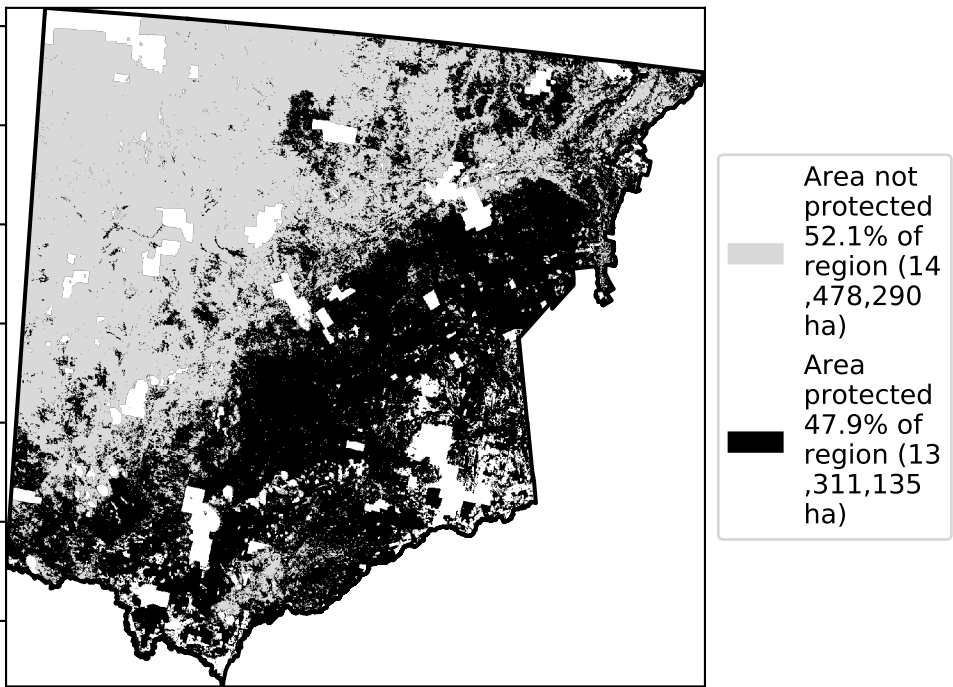 Area not
protected
52.1% of
region (14
,478,290
ha)
Area
protected
47.9% of
region (13
,311,135
ha)